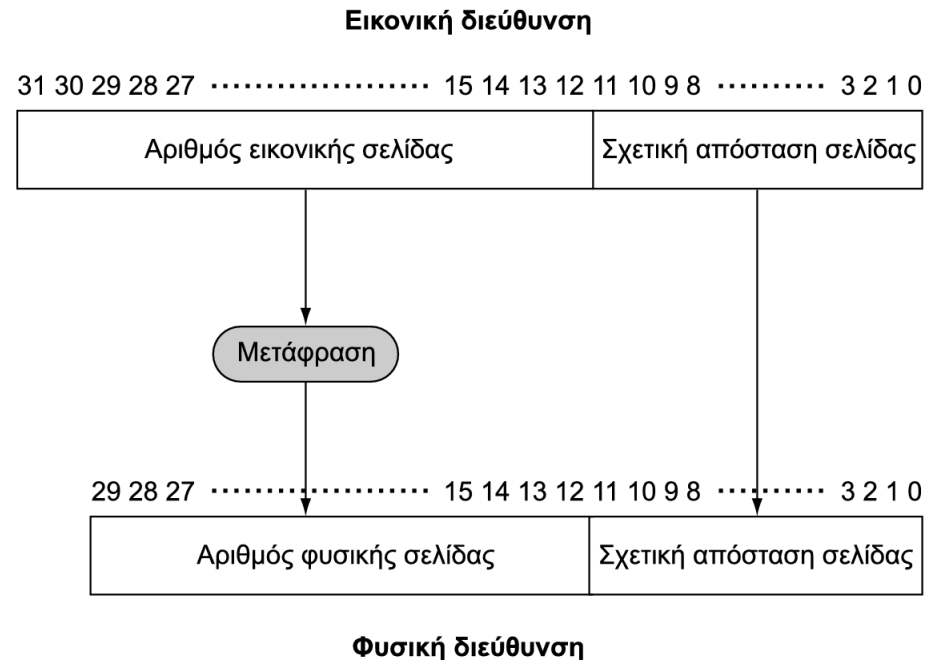 Εικονική διεύθυνση
31 30 29 28 27 ...................... 15 14 13 12 11 10 9 8 ........... 3 2 1 0
Αριθμός εικονικής σελίδας Σχετική απόσταση σελίδας
Μετάφραση
29 28 27 ...................... 15 14 13 12 11 10 9 8 ........... 3 2 1 0
Αριθμός φυσικής σελίδας Σχετική απόσταση σελίδας
Φυσική διεύθυνση